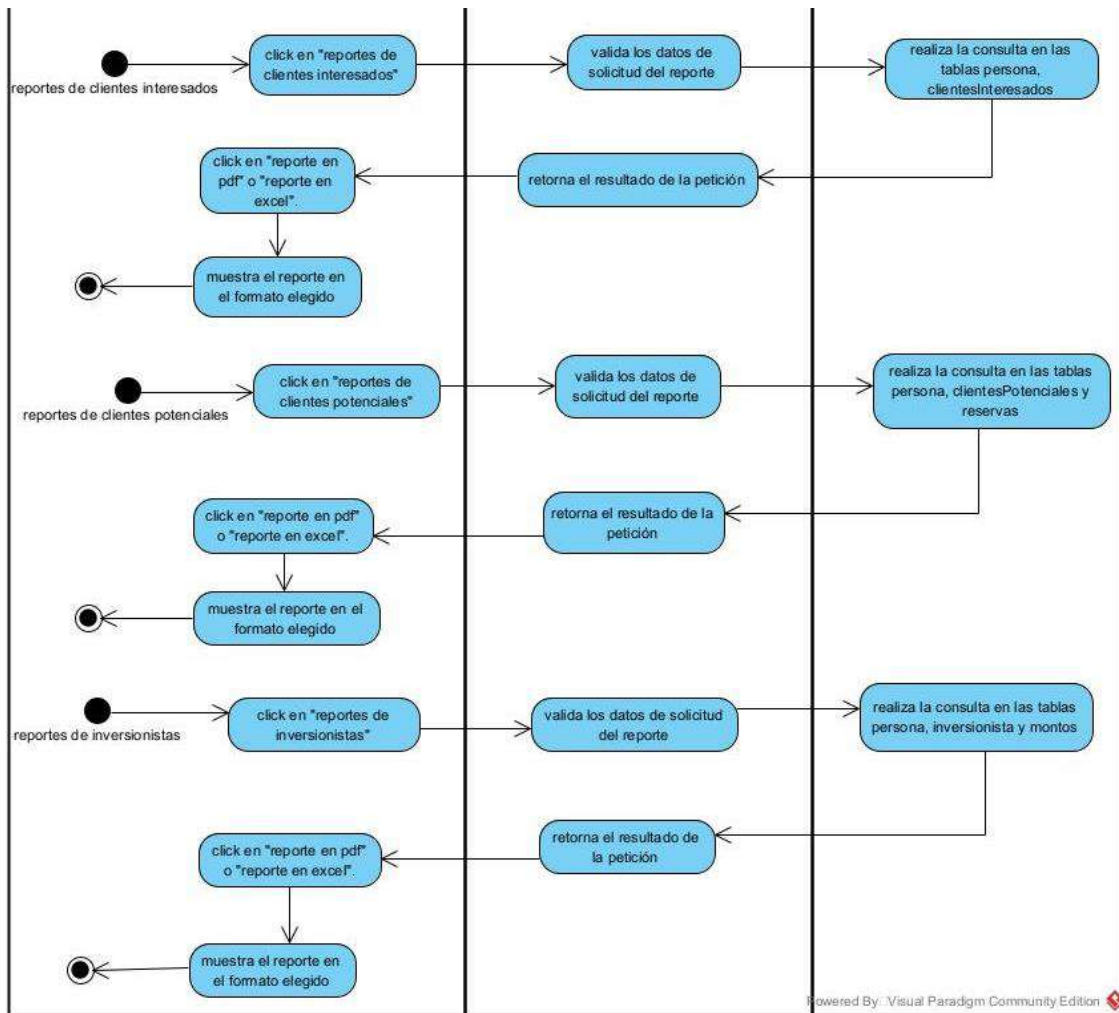 click en "reportes de
clientes interesados"
valida los datos de
solicitud del reporte
realiza la consulta en las
tablas persona,
clientesInteresados
reportes de clientes interesados
click en "reporte en
pdf" o "reporte en
excel".
retorna el resultado de la petición
muestra el reporte en
el formato elegido
reportes de clientes potenciales
click en "reportes de
clientes potenciales"
valida los datos de
solicitud del reporte
realiza la consulta en las tablas
persona, clientesPotenciales y
reservas
click en "reporte en pdf"
o "reporte en excel".
retorna el resultado de la
petición
muestra el reporte en el
formato elegido
reportes de inversionistas
click en "reportes de
inversionistas"
valida los datos de solicitud
del reporte
realiza la consulta en las tablas
persona, inversionista y montos
click en "reporte en pdf"
o "reporte en excel".
retorna el resultado de
la petición
muestra el reporte en
el formato elegido
Powered By Visual Paradigm Community Edition